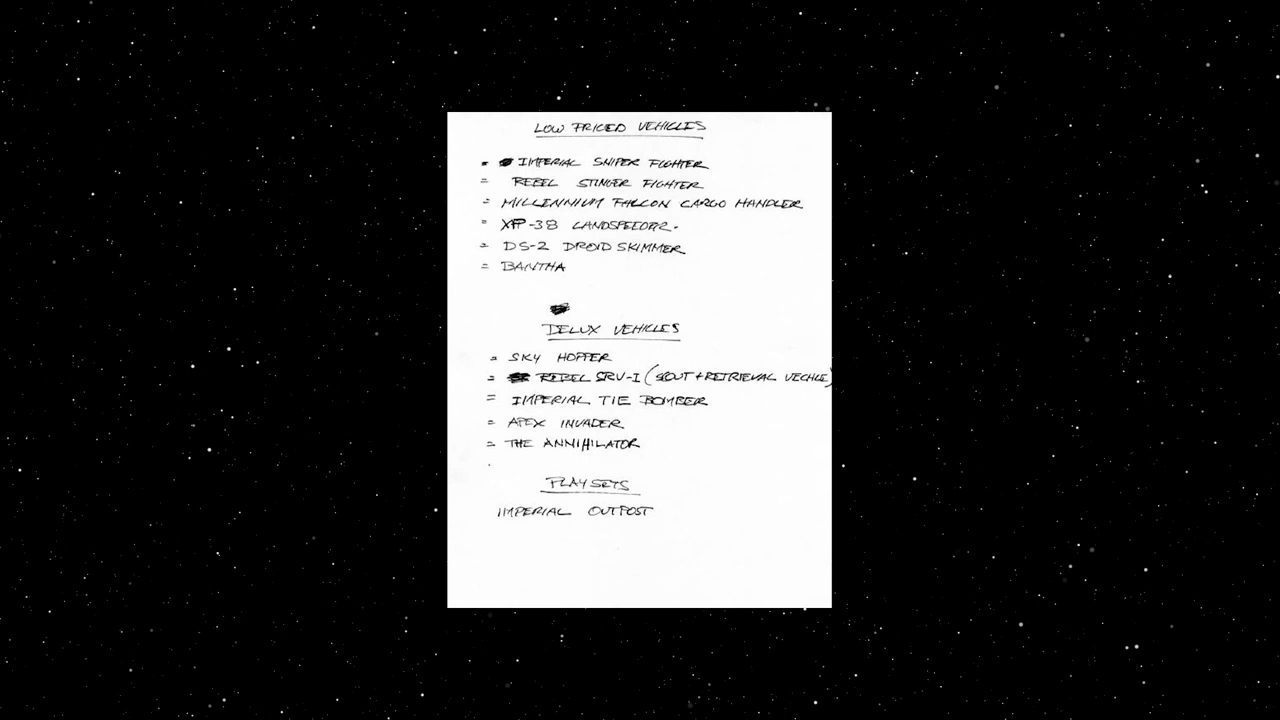 LOW PRICED VEHICLES
= IMPERIAL SNIPER FIGHTER
= REBEL STINGER FIGHTER
= MILLENNIUM FALCON CARGO HANDLER
= XP-38 LANDSPEEDER.
= DS-2 DROID SKIMMER
= BANTHA
DELUX VEHICLES
= SKY HOPPER
= REBEL SRV-1 (SCOUT + RETRIEVAL VECHLE)
= IMPERIAL TIE BOMBER
= APEX INVADER
= THE ANNIHILATOR
PLAYSETS
IMPERIAL OUTPOST